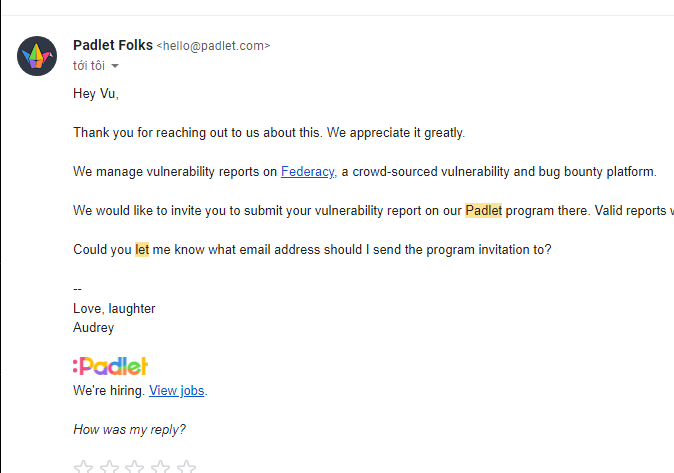 Padlet Folks <hello@padlet.com>
tới tôi
Hey Vu,
Thank you for reaching out to us about this. We appreciate it greatly.
We manage vulnerability reports on Federacy, a crowd-sourced vulnerability and bug bounty platform.
We would like to invite you to submit your vulnerability report on our Padlet program there. Valid reports
Could you let me know what email address should I send the program invitation to?
--
Love, laughter
Audrey
:Padlet
We're hiring. View jobs.
How was my reply?